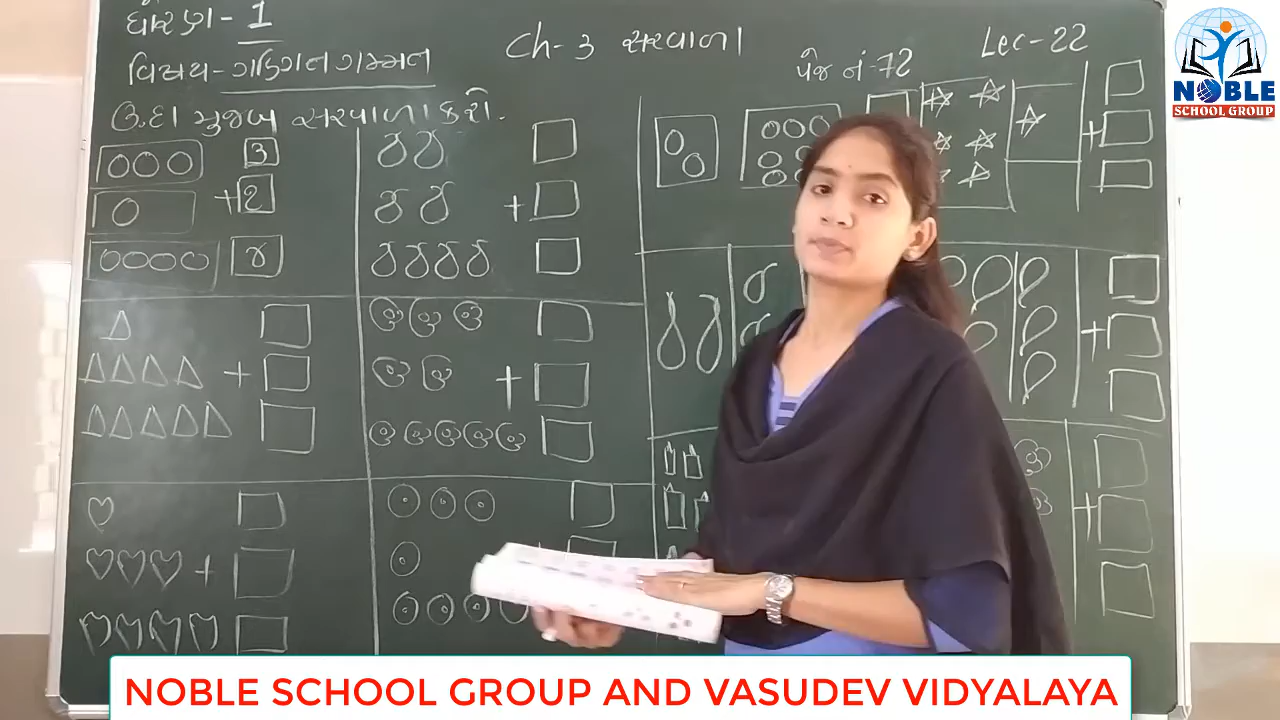 ધોરણ - 1
વિષય - ગણિત ગમ્મત
Ch - 3 સરવાળા
Lec - 22
પેજ નં - 72
ઉ.દા મુજબ સરવાળા કરો.
3
+ 2
૪
+
+
+
+
+
+
+
+
NOBLE
SCHOOL GROUP
NOBLE SCHOOL GROUP AND VASUDEV VIDYALAYA